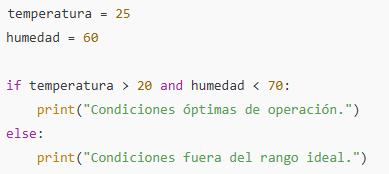 temperatura = 25
humedad = 60
if temperatura > 20 and humedad < 70:
    print("Condiciones óptimas de operación.")
else:
    print("Condiciones fuera del rango ideal.")